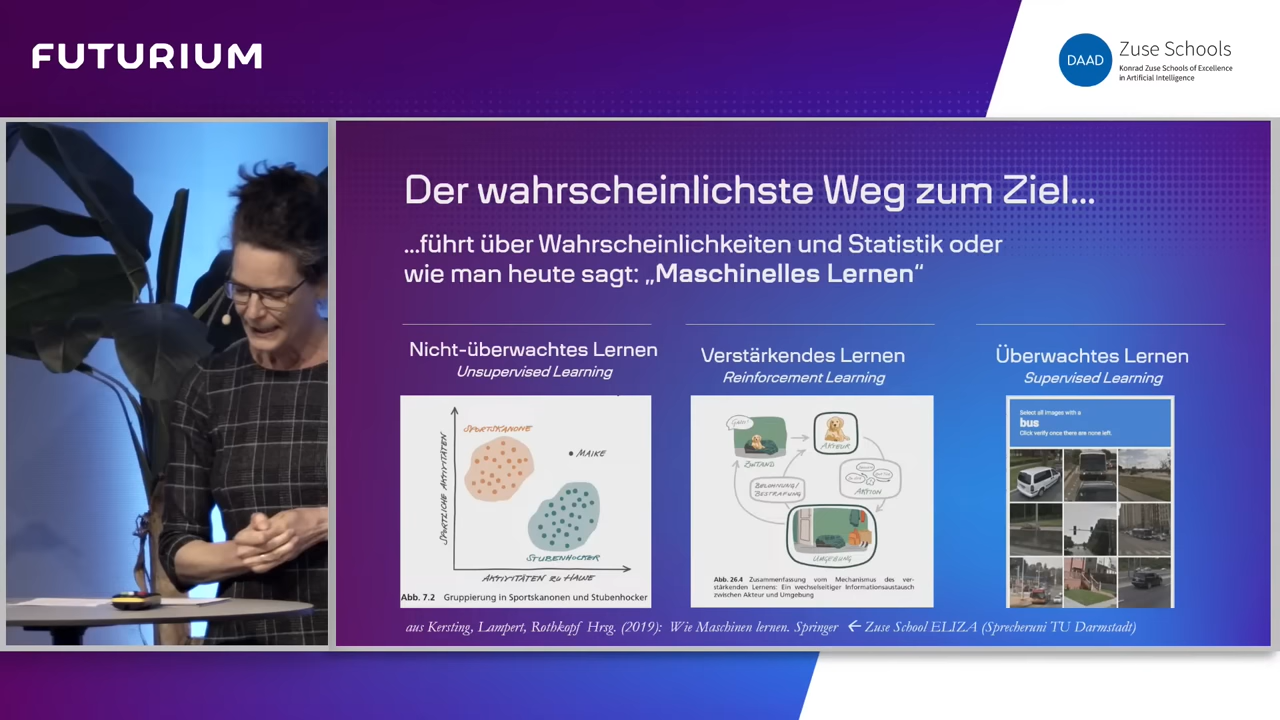 FUTURIUM
DAAD
Zuse Schools
Konrad Zuse Schools of Excellence
in Artificial Intelligence
Der wahrscheinlichste Weg zum Ziel...
...führt über Wahrscheinlichkeiten und Statistik oder
wie man heute sagt: „Maschinelles Lernen“
Nicht-überwachtes Lernen
Unsupervised Learning
SPORTSKANONE
MAIKE
SPORTLICHE AKTIVITÄTEN
STUBENHOCKER
AKTIVITÄTEN ZU HAUSE
Abb. 7.2 Gruppierung in Sportskanonen und Stubenhocker
Verstärkendes Lernen
Reinforcement Learning
ZUSTAND
AKTEUR
BELOHNUNG/
BESTRAFUNG
AKTION
UMGEBUNG
Abb. 26.4 Zusammenfassung vom Mechanismus des ver-
stärkenden Lernens: Ein wechselseitiger Informationsaustausch
zwischen Akteur und Umgebung
Überwachtes Lernen
Supervised Learning
Select all images with a
bus
Click verify once there are none left.
aus Kersting, Lampert, Rothkopf Hrsg. (2019): Wie Maschinen lernen. Springer ← Zuse School ELIZA (Sprecheruni TU Darmstadt)